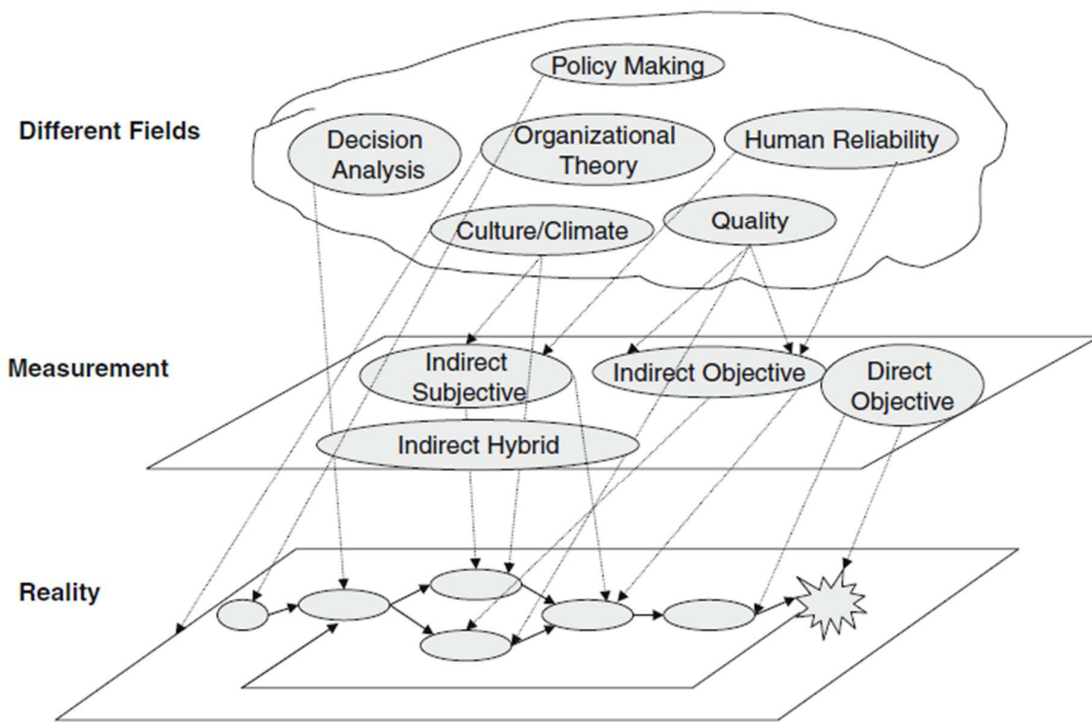 Policy Making
Different Fields
Decision
Analysis
Organizational
Theory
Human Reliability
Culture/Climate
Quality
Measurement
Indirect
Subjective
Indirect Objective
Direct
Objective
Indirect Hybrid
Reality